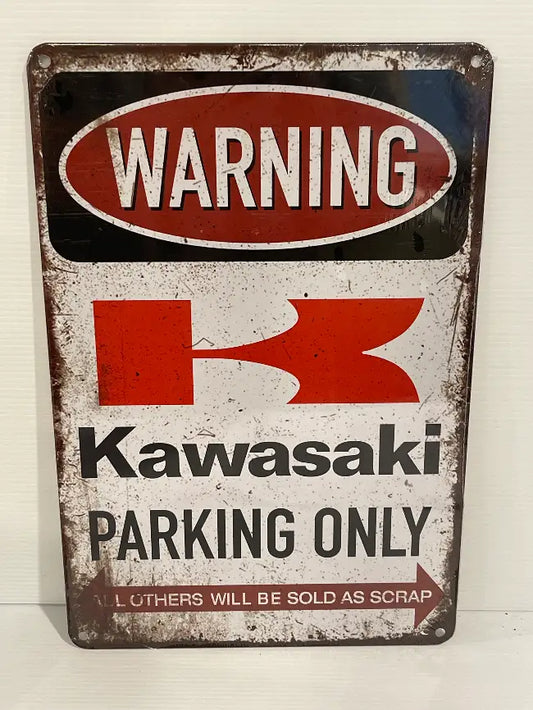 WARNING
Kawasaki
PARKING ONLY
ALL OTHERS WILL BE SOLD AS SCRAP